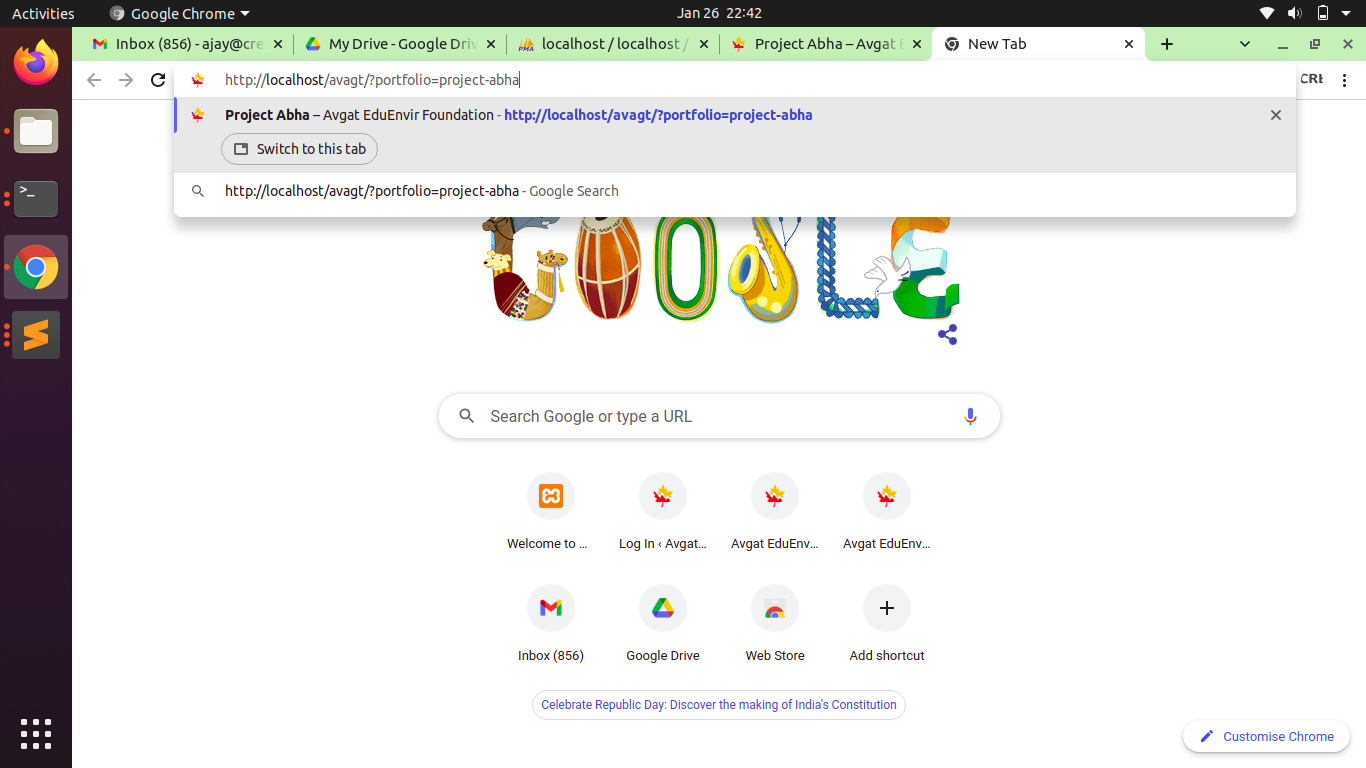 Activities
Google Chrome
Jan 26 22:42
Inbox (856) - ajay@cre
My Drive - Google Driv
localhost / localhost /
Project Abha – Avgat E
New Tab
http://localhost/avagt/?portfolio=project-abha
CRE
Project Abha – Avgat EduEnvir Foundation - http://localhost/avagt/?portfolio=project-abha
Switch to this tab
http://localhost/avagt/?portfolio=project-abha - Google Search
GOOGLE
Search Google or type a URL
Welcome to ...
Log In ‹ Avgat...
Avgat EduEnv...
Avgat EduEnv...
Inbox (856)
Google Drive
Web Store
Add shortcut
Celebrate Republic Day: Discover the making of India's Constitution
Customise Chrome